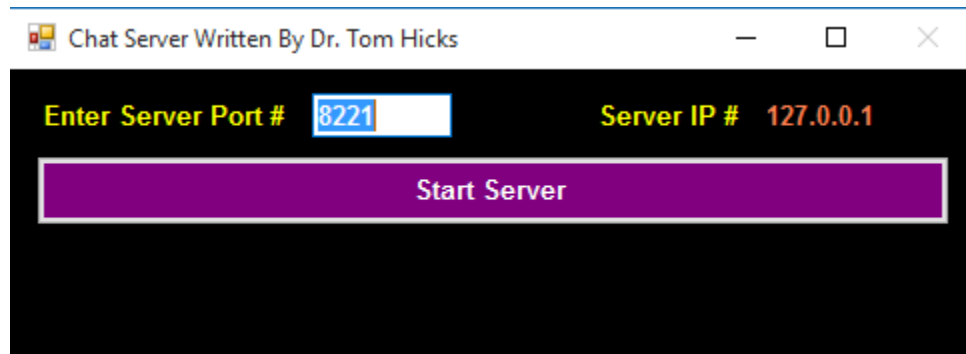 Chat Server Written By Dr. Tom Hicks
Enter Server Port # 8221 Server IP # 127.0.0.1
Start Server